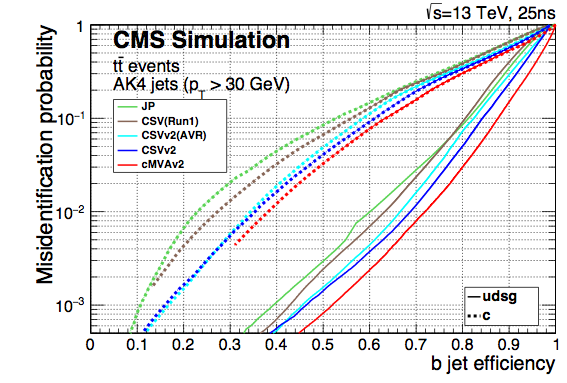 √s=13 TeV, 25ns
CMS Simulation
tt̄ events
AK4 jets (p_T > 30 GeV)
JP
CSV(Run1)
CSVv2(AVR)
CSVv2
cMVAv2
Misidentification probability
1
10⁻¹
10⁻²
10⁻³
udsg
c
0 0.1 0.2 0.3 0.4 0.5 0.6 0.7 0.8 0.9 1
b jet efficiency